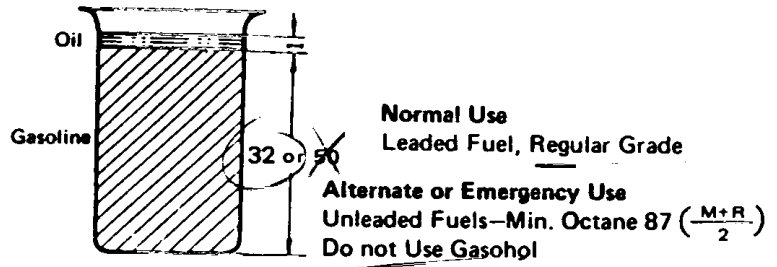 Oil
1
Gasoline
32 or 50
Normal Use
Leaded Fuel, Regular Grade
Alternate or Emergency Use
Unleaded Fuels—Min. Octane 87 (M+R/2)
Do not Use Gasohol